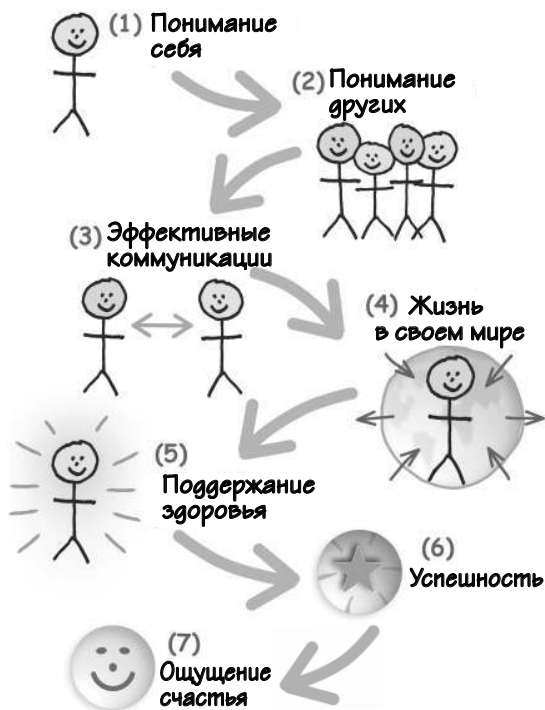 (1) Понимание
себя
(2) Понимание
других
(3) Эффективные
коммуникации
(4) Жизнь
в своем мире
(5)
Поддержание
здоровья
(6)
Успешность
(7)
Ощущение
счастья